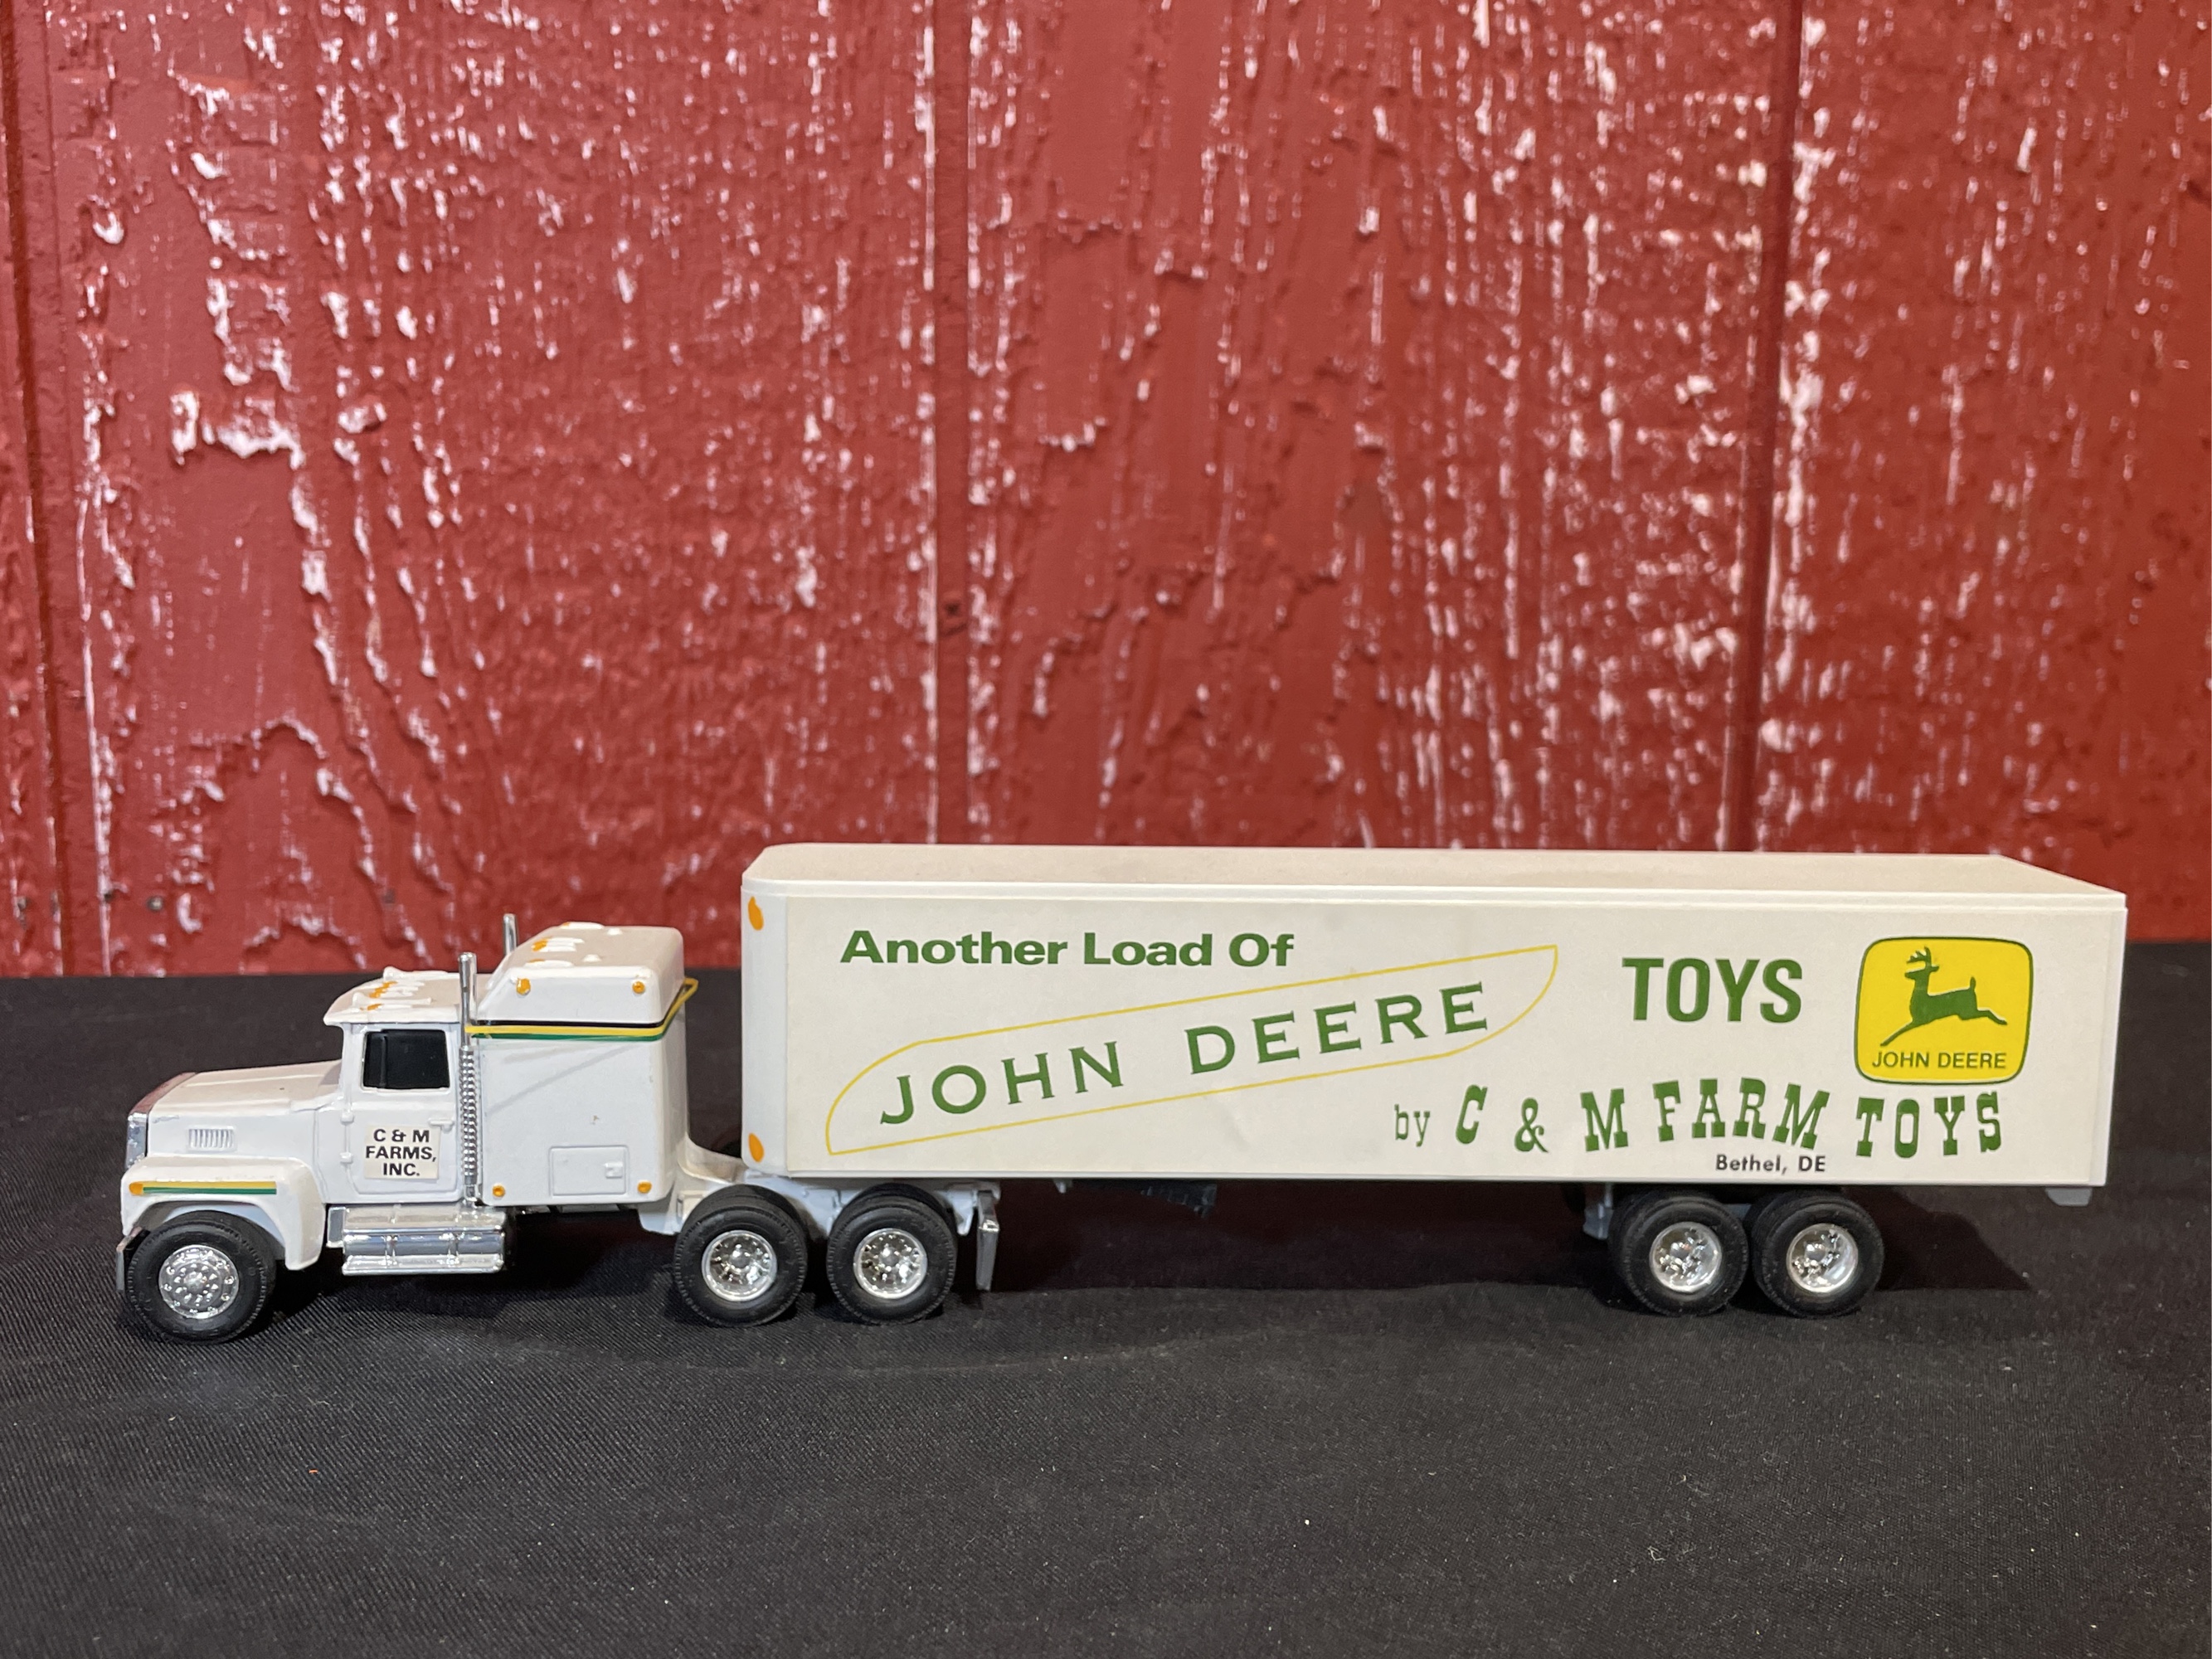 C & M
FARMS,
INC.
Another Load Of
JOHN DEERE
TOYS
JOHN DEERE
by C & M FARM TOYS
Bethel, DE